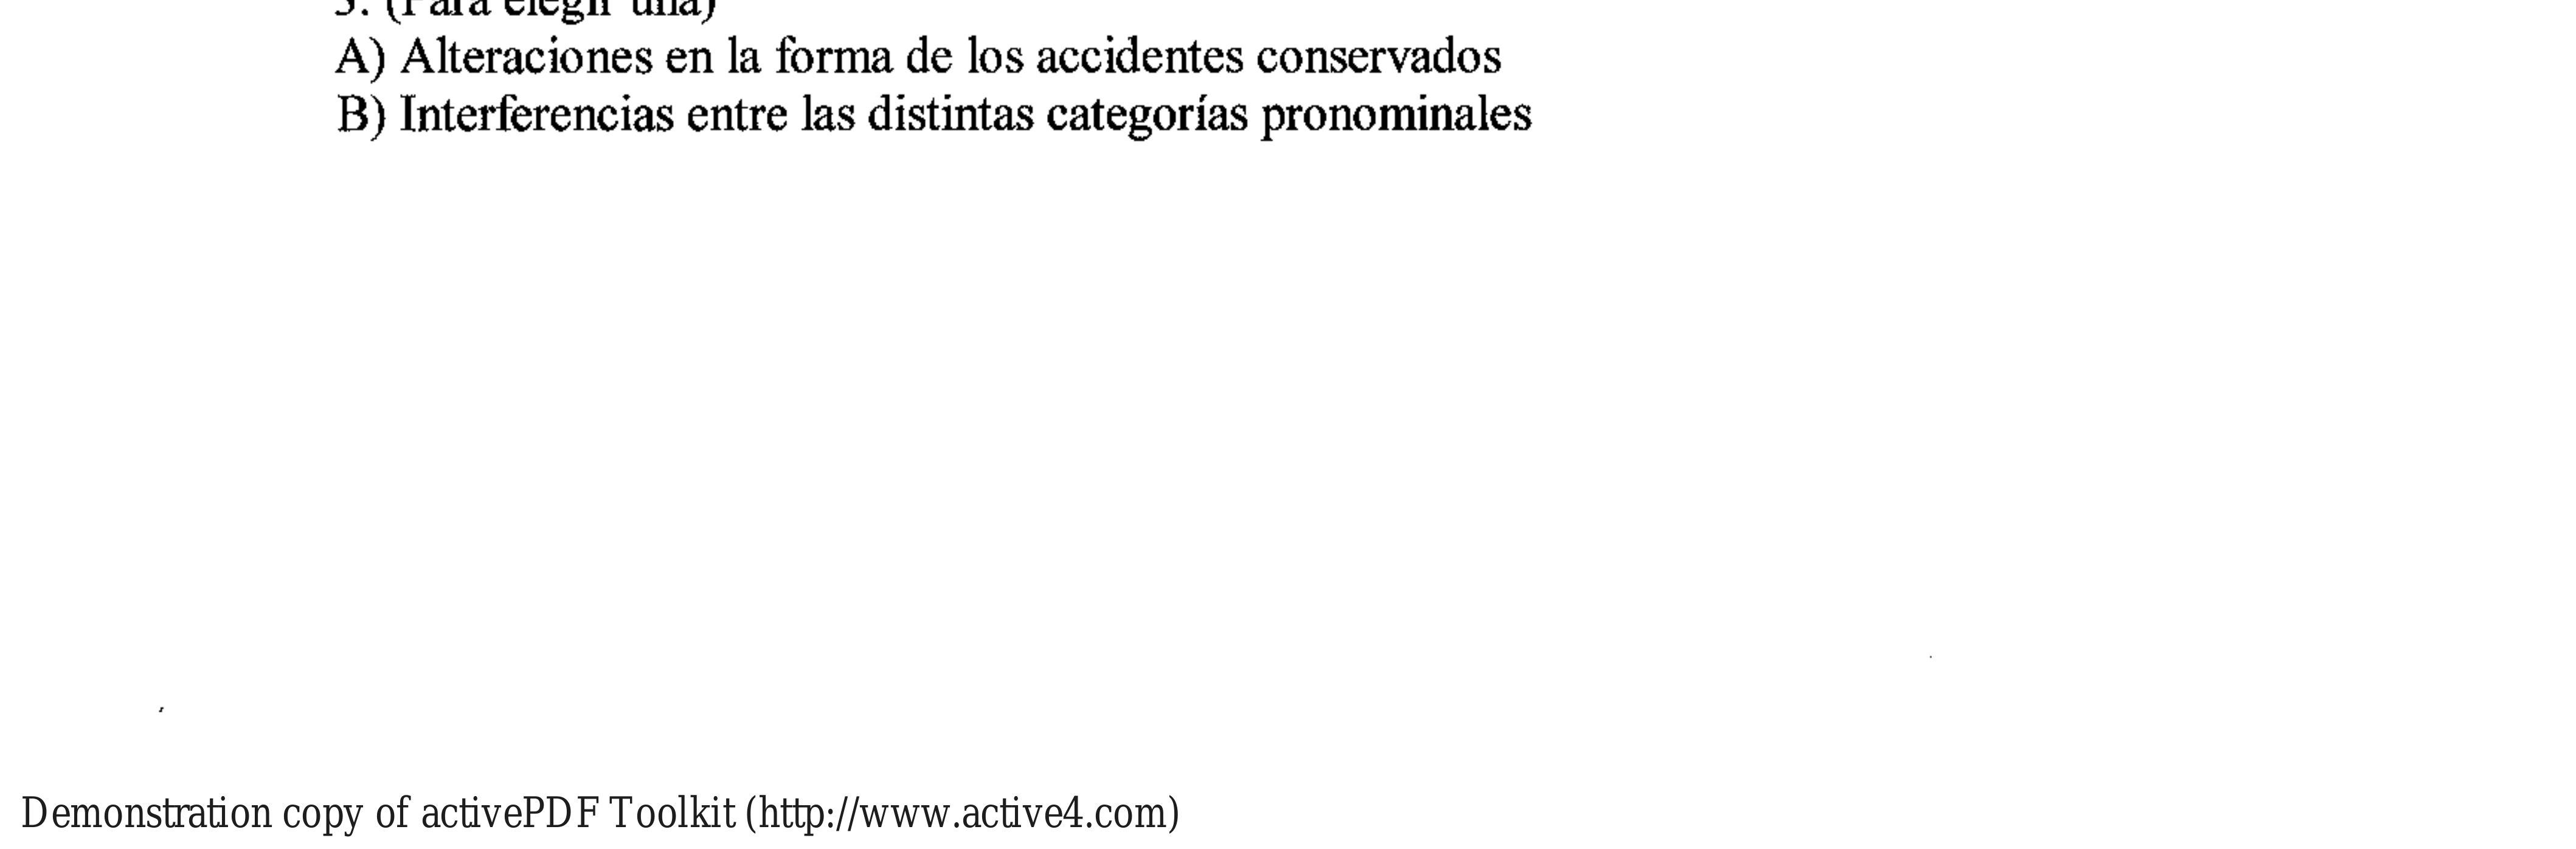 3. (Para elegir una)
A) Alteraciones en la forma de los accidentes conservados
B) Interferencias entre las distintas categorías pronominales
Demonstration copy of activePDF Toolkit (http://www.active4.com)